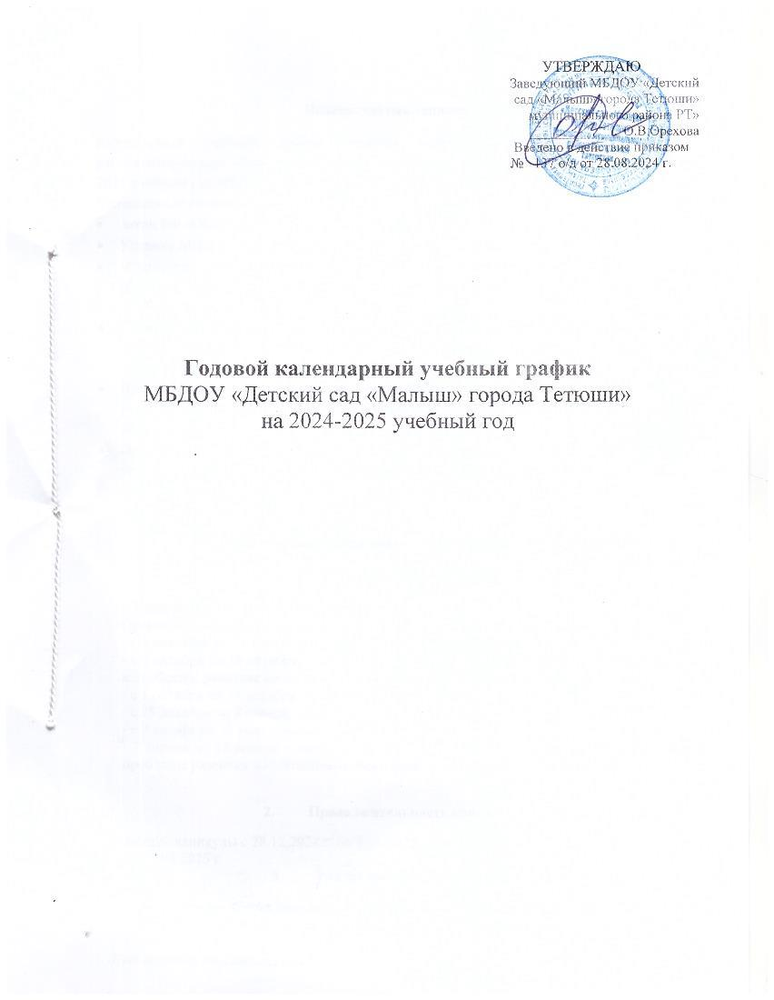 УТВЕРЖДАЮ
Заведующий МБДОУ «Детский
сад «Малыш» города Тетюши»
муниципального района РТ»
О.В.Орехова
Введено в действие приказом
№ 137 о/д от 28.08.2024 г.
Годовой календарный учебный график
МБДОУ «Детский сад «Малыш» города Тетюши»
на 2024-2025 учебный год